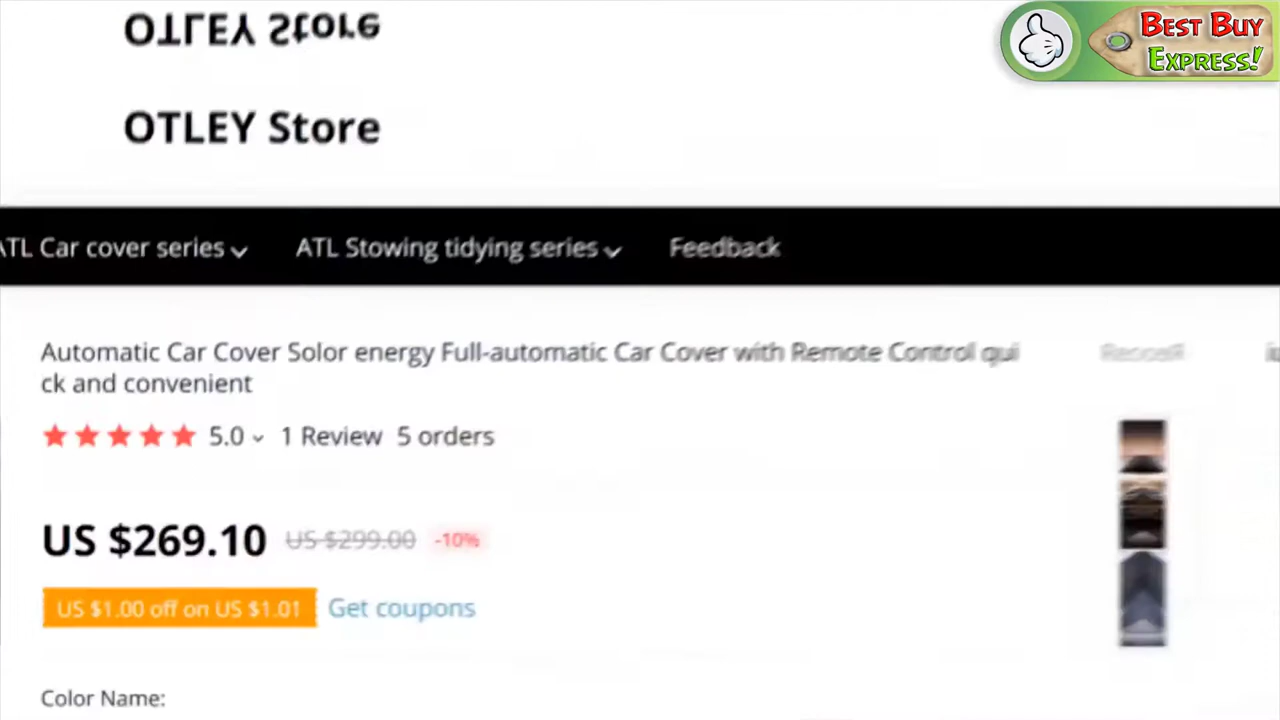 OTLEY Store
BEST BUY
EXPRESS!
OTLEY Store
ATL Car cover series
ATL Stowing tidying series
Feedback
Automatic Car Cover Solor energy Full-automatic Car Cover with Remote Control qui
ck and convenient
5.0
1 Review
5 orders
US $269.10
US $299.00
-10%
US $1.00 off on US $1.01
Get coupons
Color Name: